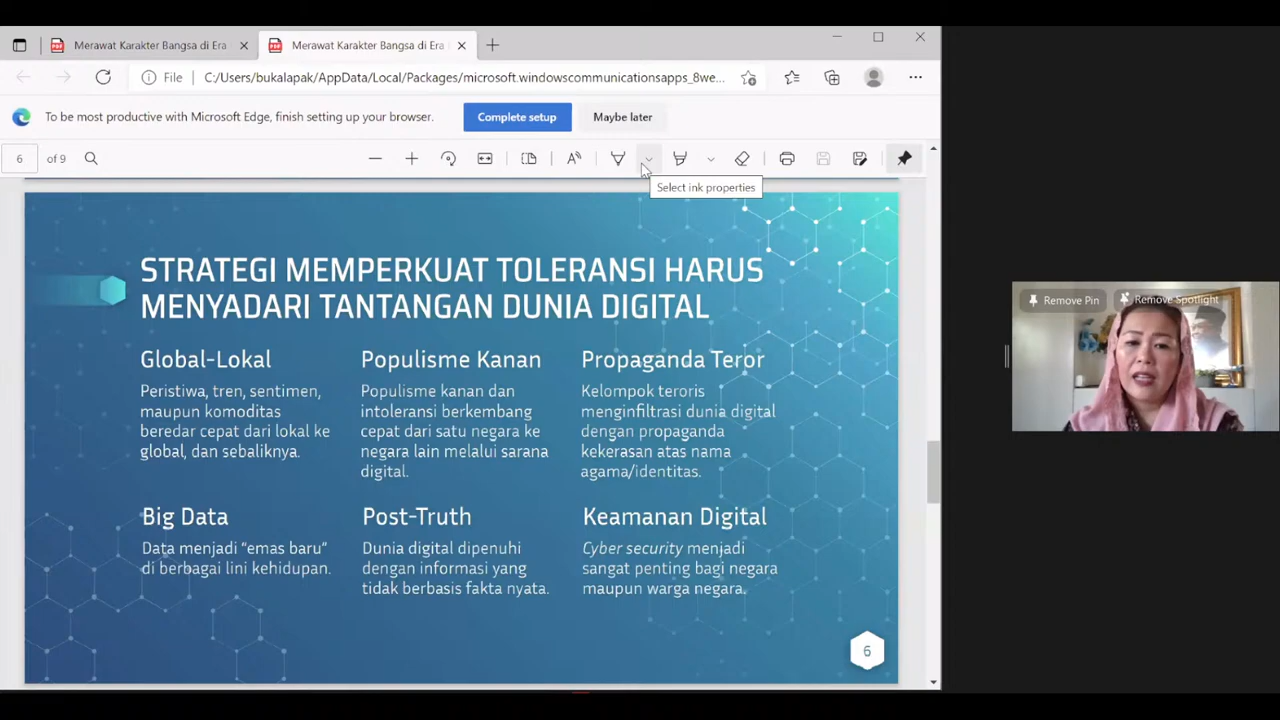 Merawat Karakter Bangsa di Era
Merawat Karakter Bangsa di Era
File
C:/Users/bukalapak/AppData/Local/Packages/microsoft.windowscommunicationsapps_8we...
To be most productive with Microsoft Edge, finish setting up your browser.
Complete setup
Maybe later
6 of 9
Select ink properties
STRATEGI MEMPERKUAT TOLERANSI HARUS
MENYADARI TANTANGAN DUNIA DIGITAL
Global-Lokal
Peristiwa, tren, sentimen,
maupun komoditas
beredar cepat dari lokal ke
global, dan sebaliknya.
Populisme Kanan
Populisme kanan dan
intoleransi berkembang
cepat dari satu negara ke
negara lain melalui sarana
digital.
Propaganda Teror
Kelompok teroris
menginfiltrasi dunia digital
dengan propaganda
kekerasan atas nama
agama/identitas.
Big Data
Data menjadi “emas baru”
di berbagai lini kehidupan.
Post-Truth
Dunia digital dipenuhi
dengan informasi yang
tidak berbasis fakta nyata.
Keamanan Digital
Cyber security menjadi
sangat penting bagi negara
maupun warga negara.
6
Remove Pin
Remove Spotlight